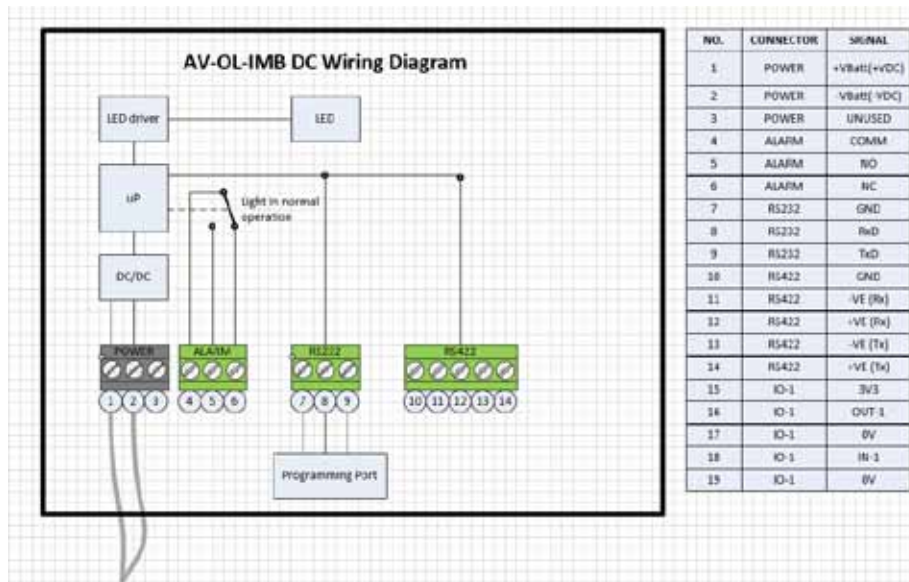 AV-OL-IMB DC Wiring Diagram
LED driver
LED
uP
Light in normal
operation
DC/DC
POWER
ALARM
RS232
RS422
1 2 3 4 5 6 7 8 9 10 11 12 13 14
Programming Port
NO. CONNECTOR SIGNAL
1 POWER +VBatt(+VDC)
2 POWER -VBatt(-VDC)
3 POWER UNUSED
4 ALARM COMM
5 ALARM NO
6 ALARM NC
7 RS232 GND
8 RS232 RxD
9 RS232 TxD
10 RS422 GND
11 RS422 -VE (Rx)
12 RS422 +VE (Rx)
13 RS422 -VE (Tx)
14 RS422 +VE (Tx)
15 IO-1 3V3
16 IO-1 OUT-1
17 IO-1 0V
18 IO-1 IN-1
19 IO-1 0V